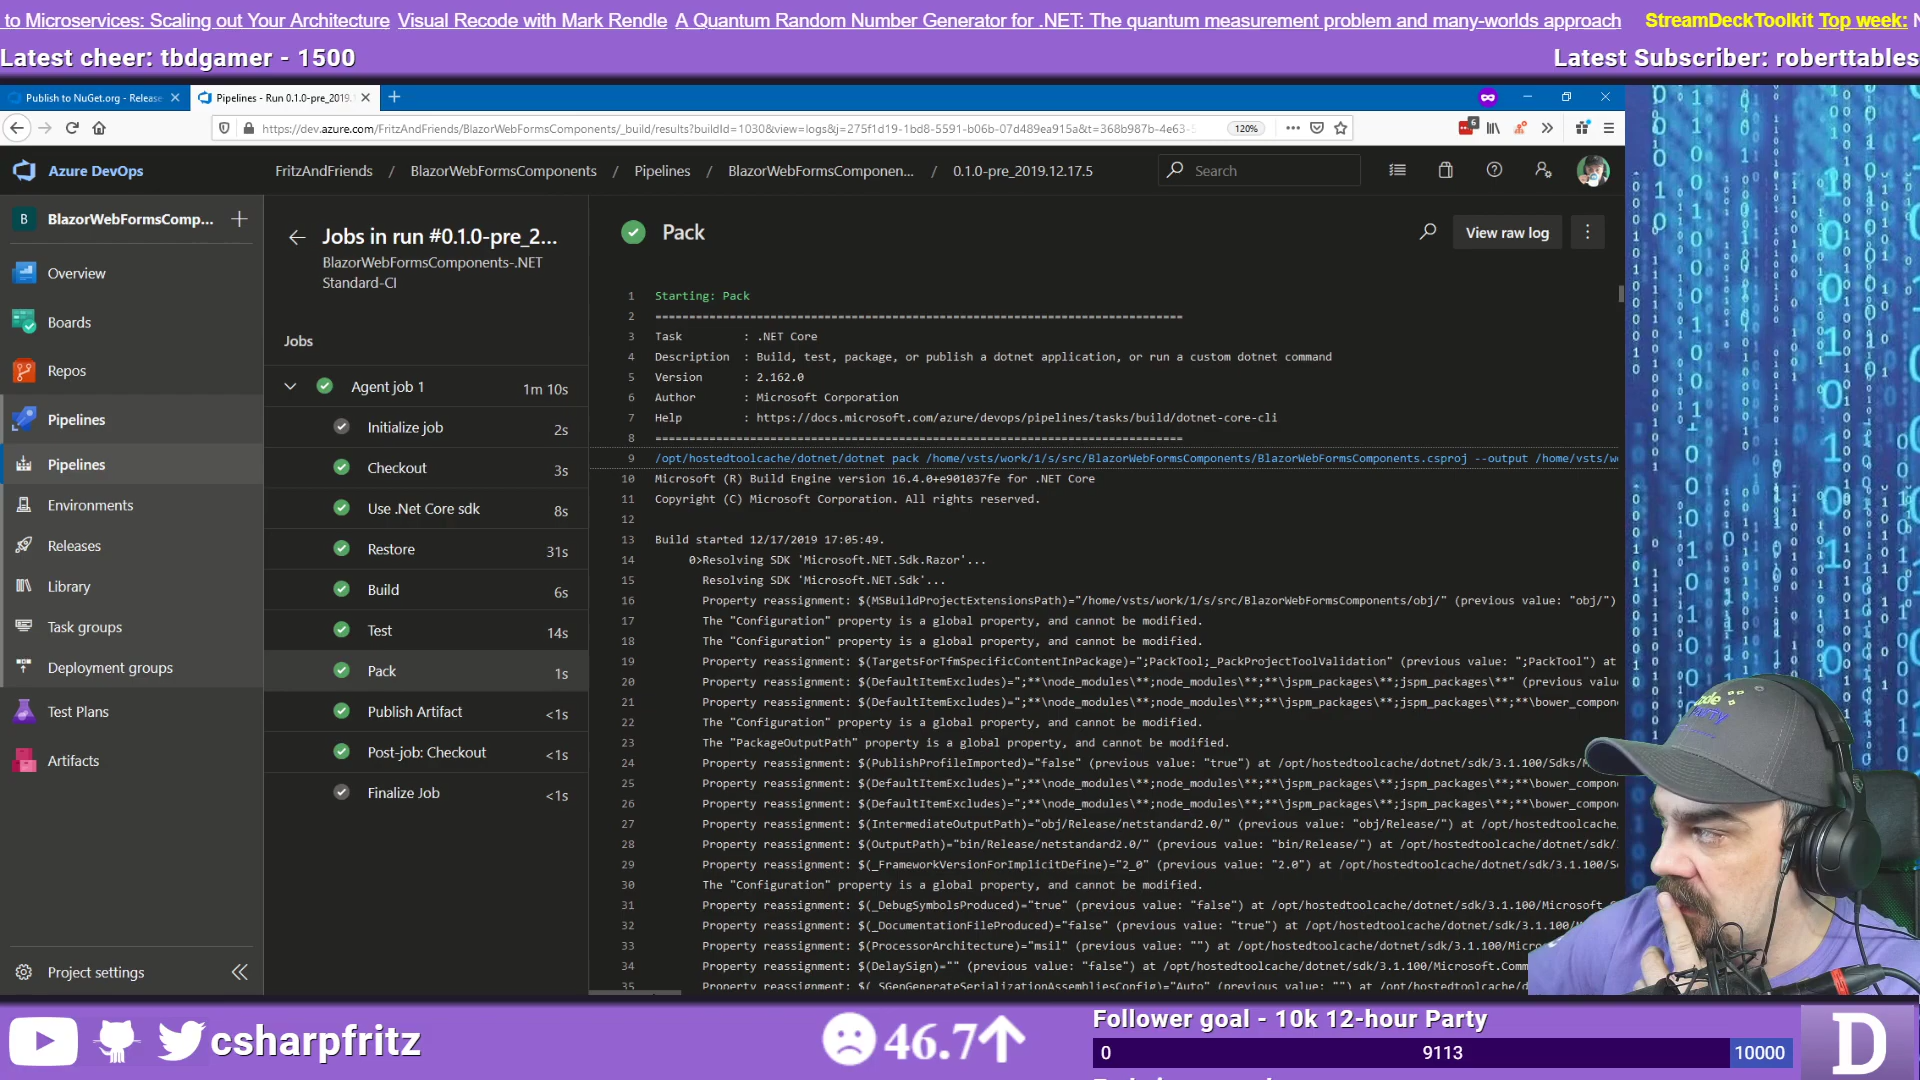 to Microservices: Scaling out Your Architecture Visual Recode with Mark Rendle A Quantum Random Number Generator for .NET: The quantum measurement problem and many-worlds approach StreamDeckToolkit Top week:
Latest cheer: tbdgamer - 1500
Latest Subscriber: roberttables
Publish to NuGet.org - Release
Pipelines - Run 0.1.0-pre_2019.
https://dev.azure.com/FritzAndFriends/BlazorWebFormsComponents/_build/results?buildId=1030&view=logs&j=275f1d19-1bd8-5591-b06b-07d489ea915a&t=368b987b-4e63-
120%
6
Azure DevOps
FritzAndFriends / BlazorWebFormsComponents / Pipelines / BlazorWebFormsComponen... / 0.1.0-pre_2019.12.17.5
Search
B BlazorWebFormsComp...
Overview
Boards
Repos
Pipelines
Pipelines
Environments
Releases
Library
Task groups
Deployment groups
Test Plans
Artifacts
Project settings
Jobs in run #0.1.0-pre_2...
BlazorWebFormsComponents-.NET
Standard-CI
Jobs
Agent job 1 1m 10s
Initialize job 2s
Checkout 3s
Use .Net Core sdk 8s
Restore 31s
Build 6s
Test 14s
Pack 1s
Publish Artifact <1s
Post-job: Checkout <1s
Finalize Job <1s
Pack
View raw log
1 Starting: Pack
2 ==============================================================================
3 Task : .NET Core
4 Description : Build, test, package, or publish a dotnet application, or run a custom dotnet command
5 Version : 2.162.0
6 Author : Microsoft Corporation
7 Help : https://docs.microsoft.com/azure/devops/pipelines/tasks/build/dotnet-core-cli
8 ==============================================================================
9 /opt/hostedtoolcache/dotnet/dotnet pack /home/vsts/work/1/s/src/BlazorWebFormsComponents/BlazorWebFormsComponents.csproj --output /home/vsts/w
10 Microsoft (R) Build Engine version 16.4.0+e901037fe for .NET Core
11 Copyright (C) Microsoft Corporation. All rights reserved.
12
13 Build started 12/17/2019 17:05:49.
14 0>Resolving SDK 'Microsoft.NET.Sdk.Razor'...
15 Resolving SDK 'Microsoft.NET.Sdk'...
16 Property reassignment: $(MSBuildProjectExtensionsPath)="/home/vsts/work/1/s/src/BlazorWebFormsComponents/obj/" (previous value: "obj/")
17 The "Configuration" property is a global property, and cannot be modified.
18 The "Configuration" property is a global property, and cannot be modified.
19 Property reassignment: $(TargetsForTfmSpecificContentInPackage)=";PackTool;_PackProjectToolValidation" (previous value: ";PackTool") at
20 Property reassignment: $(DefaultItemExcludes)=";**\node_modules\**;node_modules\**;**\jspm_packages\**;jspm_packages\**" (previous valu
21 Property reassignment: $(DefaultItemExcludes)=";**\node_modules\**;node_modules\**;**\jspm_packages\**;jspm_packages\**;**\bower_compon
22 The "Configuration" property is a global property, and cannot be modified.
23 The "PackageOutputPath" property is a global property, and cannot be modified.
24 Property reassignment: $(PublishProfileImported)="false" (previous value: "true") at /opt/hostedtoolcache/dotnet/sdk/3.1.100/Sdks/M
25 Property reassignment: $(DefaultItemExcludes)=";**\node_modules\**;node_modules\**;**\jspm_packages\**;jspm_packages\**;**\bower_compon
26 Property reassignment: $(DefaultItemExcludes)=";**\node_modules\**;node_modules\**;**\jspm_packages\**;jspm_packages\**;**\bower_compon
27 Property reassignment: $(IntermediateOutputPath)="obj/Release/netstandard2.0/" (previous value: "obj/Release/") at /opt/hostedtoolcache
28 Property reassignment: $(OutputPath)="bin/Release/netstandard2.0/" (previous value: "bin/Release/") at /opt/hostedtoolcache/dotnet/sdk/
29 Property reassignment: $(_FrameworkVersionForImplicitDefine)="2_0" (previous value: "2.0") at /opt/hostedtoolcache/dotnet/sdk/3.1.100/S
30 The "Configuration" property is a global property, and cannot be modified.
31 Property reassignment: $(_DebugSymbolsProduced)="true" (previous value: "false") at /opt/hostedtoolcache/dotnet/sdk/3.1.100/Microsoft.
32 Property reassignment: $(_DocumentationFileProduced)="false" (previous value: "true") at /opt/hostedtoolcache/dotnet/sdk/3.1.100/M
33 Property reassignment: $(ProcessorArchitecture)="msil" (previous value: "") at /opt/hostedtoolcache/dotnet/sdk/3.1.100/Micro
34 Property reassignment: $(DelaySign)="" (previous value: "false") at /opt/hostedtoolcache/dotnet/sdk/3.1.100/Microsoft.Comm
35 Property reassignment: $(_SGenGenerateSerializationAssembliesConfig)="Auto" (previous value: "") at /opt/hostedtoolcache/dotnet/sd
csharpfritz
46.7
Follower goal - 10k 12-hour Party
0 9113 10000
D